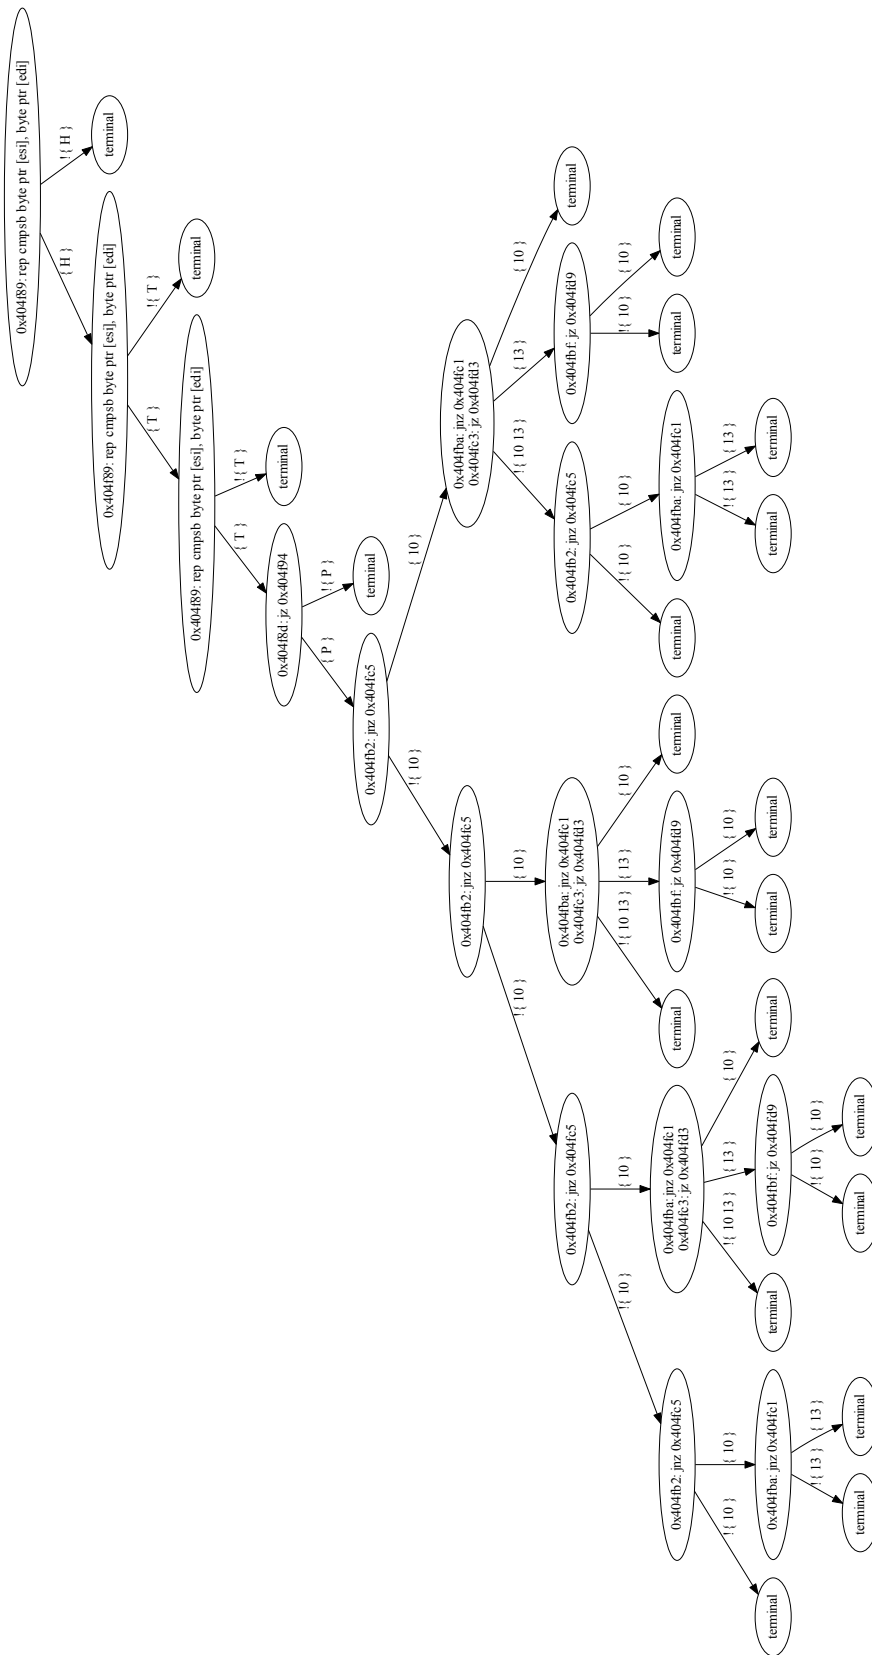 0x404f89: rep cmpsb byte ptr [esi], byte ptr [edi]
{ H }
!{ H }
0x404f89: rep cmpsb byte ptr [esi], byte ptr [edi]
terminal
{ T }
!{ T }
0x404f89: rep cmpsb byte ptr [esi], byte ptr [edi]
terminal
{ T }
!{ T }
0x404f8d: jz 0x404f94
terminal
{ P }
!{ P }
0x404fb2: jnz 0x404fc5
terminal
!{ 10 }
{ 10 }
0x404fb2: jnz 0x404fc5
0x404fba: jnz 0x404fc1
0x404fc3: jz 0x404fd3
!{ 10 }
{ 10 }
!{ 10 13 }
{ 13 }
{ 10 }
0x404fb2: jnz 0x404fc5
0x404fba: jnz 0x404fc1
0x404fc3: jz 0x404fd3
0x404fb2: jnz 0x404fc5
0x404fbf: jz 0x404fd9
terminal
!{ 10 }
{ 10 }
!{ 10 13 }
{ 13 }
{ 10 }
!{ 10 }
{ 10 }
!{ 10 }
{ 10 }
0x404fb2: jnz 0x404fc5
0x404fba: jnz 0x404fc1
0x404fc3: jz 0x404fd3
terminal
0x404fbf: jz 0x404fd9
terminal
terminal
0x404fba: jnz 0x404fc1
terminal
terminal
!{ 10 }
{ 10 }
!{ 10 13 }
{ 13 }
{ 10 }
!{ 10 }
{ 10 }
!{ 13 }
{ 13 }
terminal
0x404fba: jnz 0x404fc1
terminal
0x404fbf: jz 0x404fd9
terminal
terminal
terminal
terminal
terminal
!{ 13 }
{ 13 }
!{ 10 }
{ 10 }
terminal
terminal
terminal
terminal